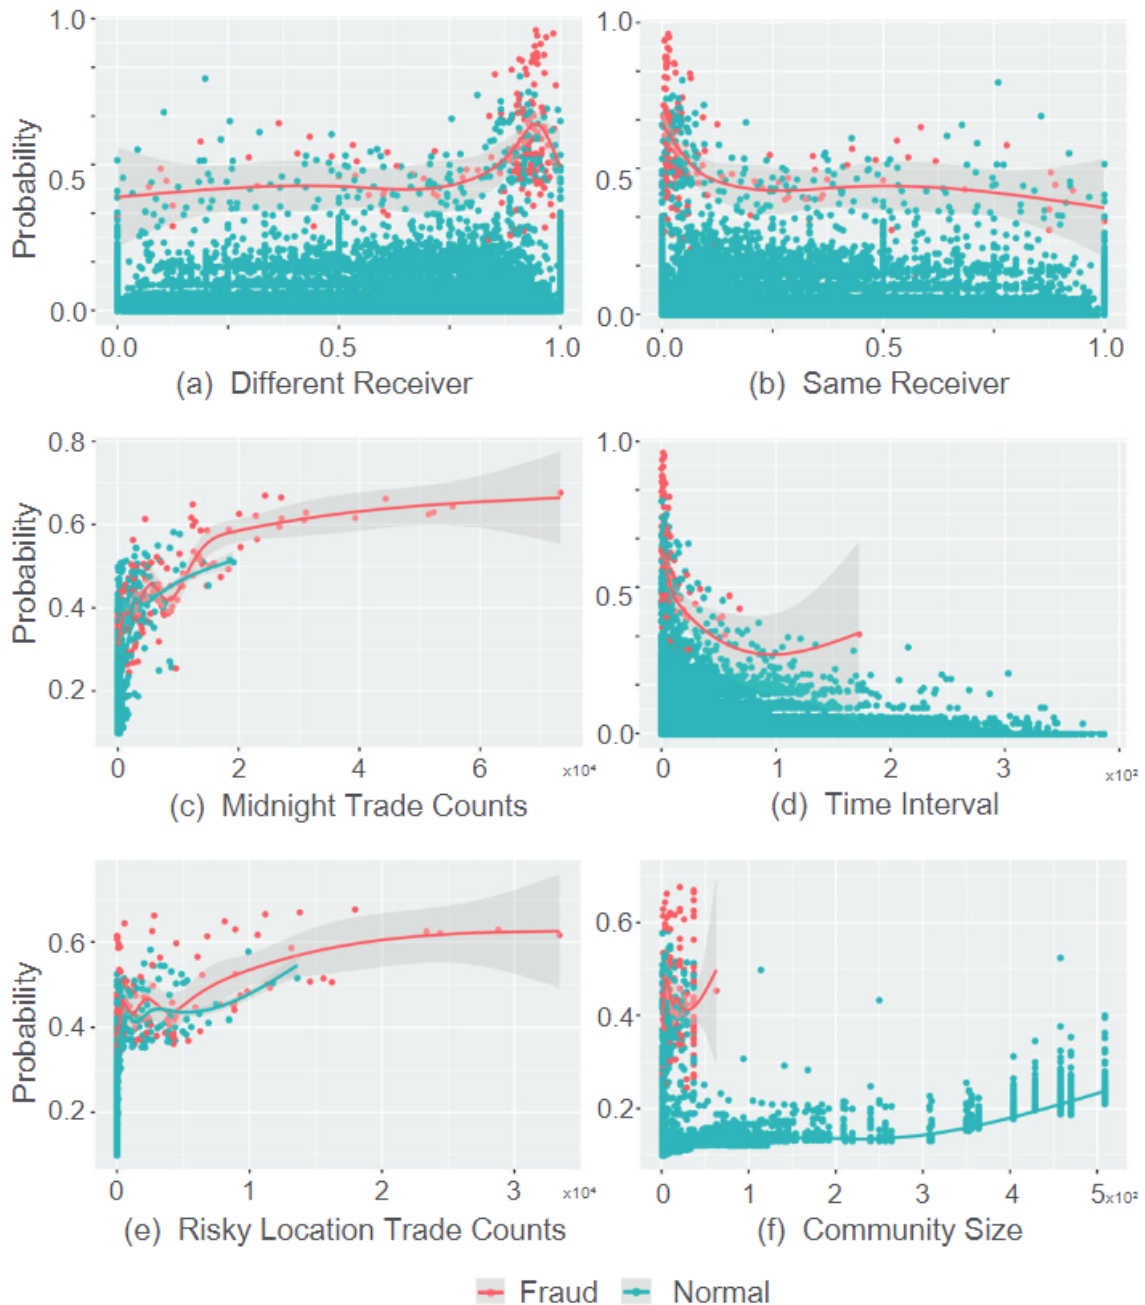 1.0
0.5
0.0
Probability
0.0 0.5 1.0
(a) Different Receiver
1.0
0.5
0.0
0.0 0.5 1.0
(b) Same Receiver
0.8
0.6
0.4
0.2
Probability
0 2 4 6 x10⁴
(c) Midnight Trade Counts
1.0
0.5
0.0
0 1 2 3 x10²
(d) Time Interval
0.6
0.4
0.2
Probability
0 1 2 3 x10⁴
(e) Risky Location Trade Counts
0.6
0.4
0.2
0 1 2 3 4 5x10²
(f) Community Size
Fraud Normal